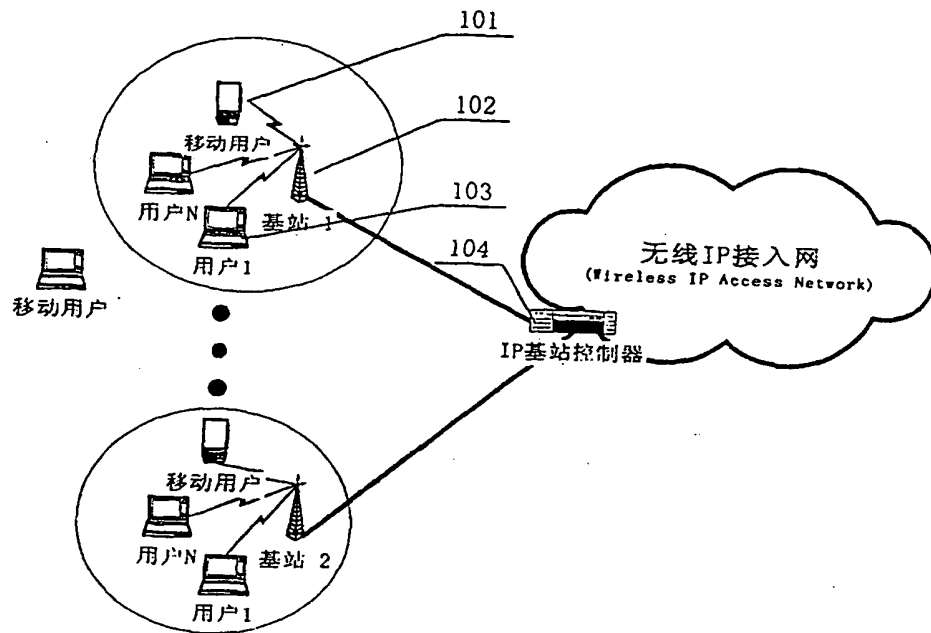 101
102
移动用户
103
用户N
基站 1
用户1
104
无线IP接入网
(Wireless IP Access Network)
移动用户
IP基站控制器
移动用户
用户N
基站 2
用户1